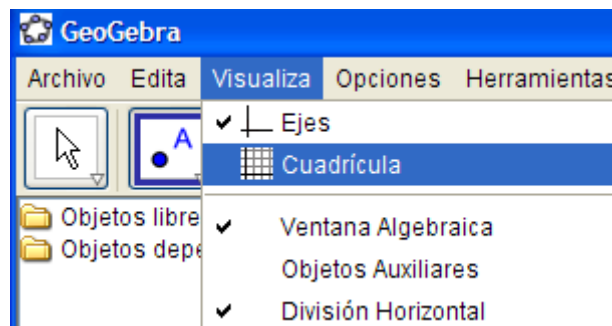 GeoGebra
Archivo Edita Visualiza Opciones Herramientas
Ejes
A
Cuadrícula
Objetos libre
Ventana Algebraica
Objetos depe
Objetos Auxiliares
División Horizontal